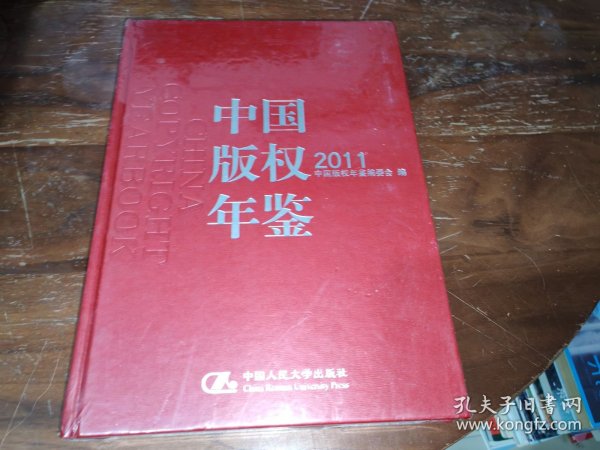 中国
版权
年鉴
2011
中国版权年鉴编委会 编
CHINA
COPYRIGHT
YEARBOOK
中国人民大学出版社
China Renmin University Press
孔夫子旧书网
www.kongfz.com